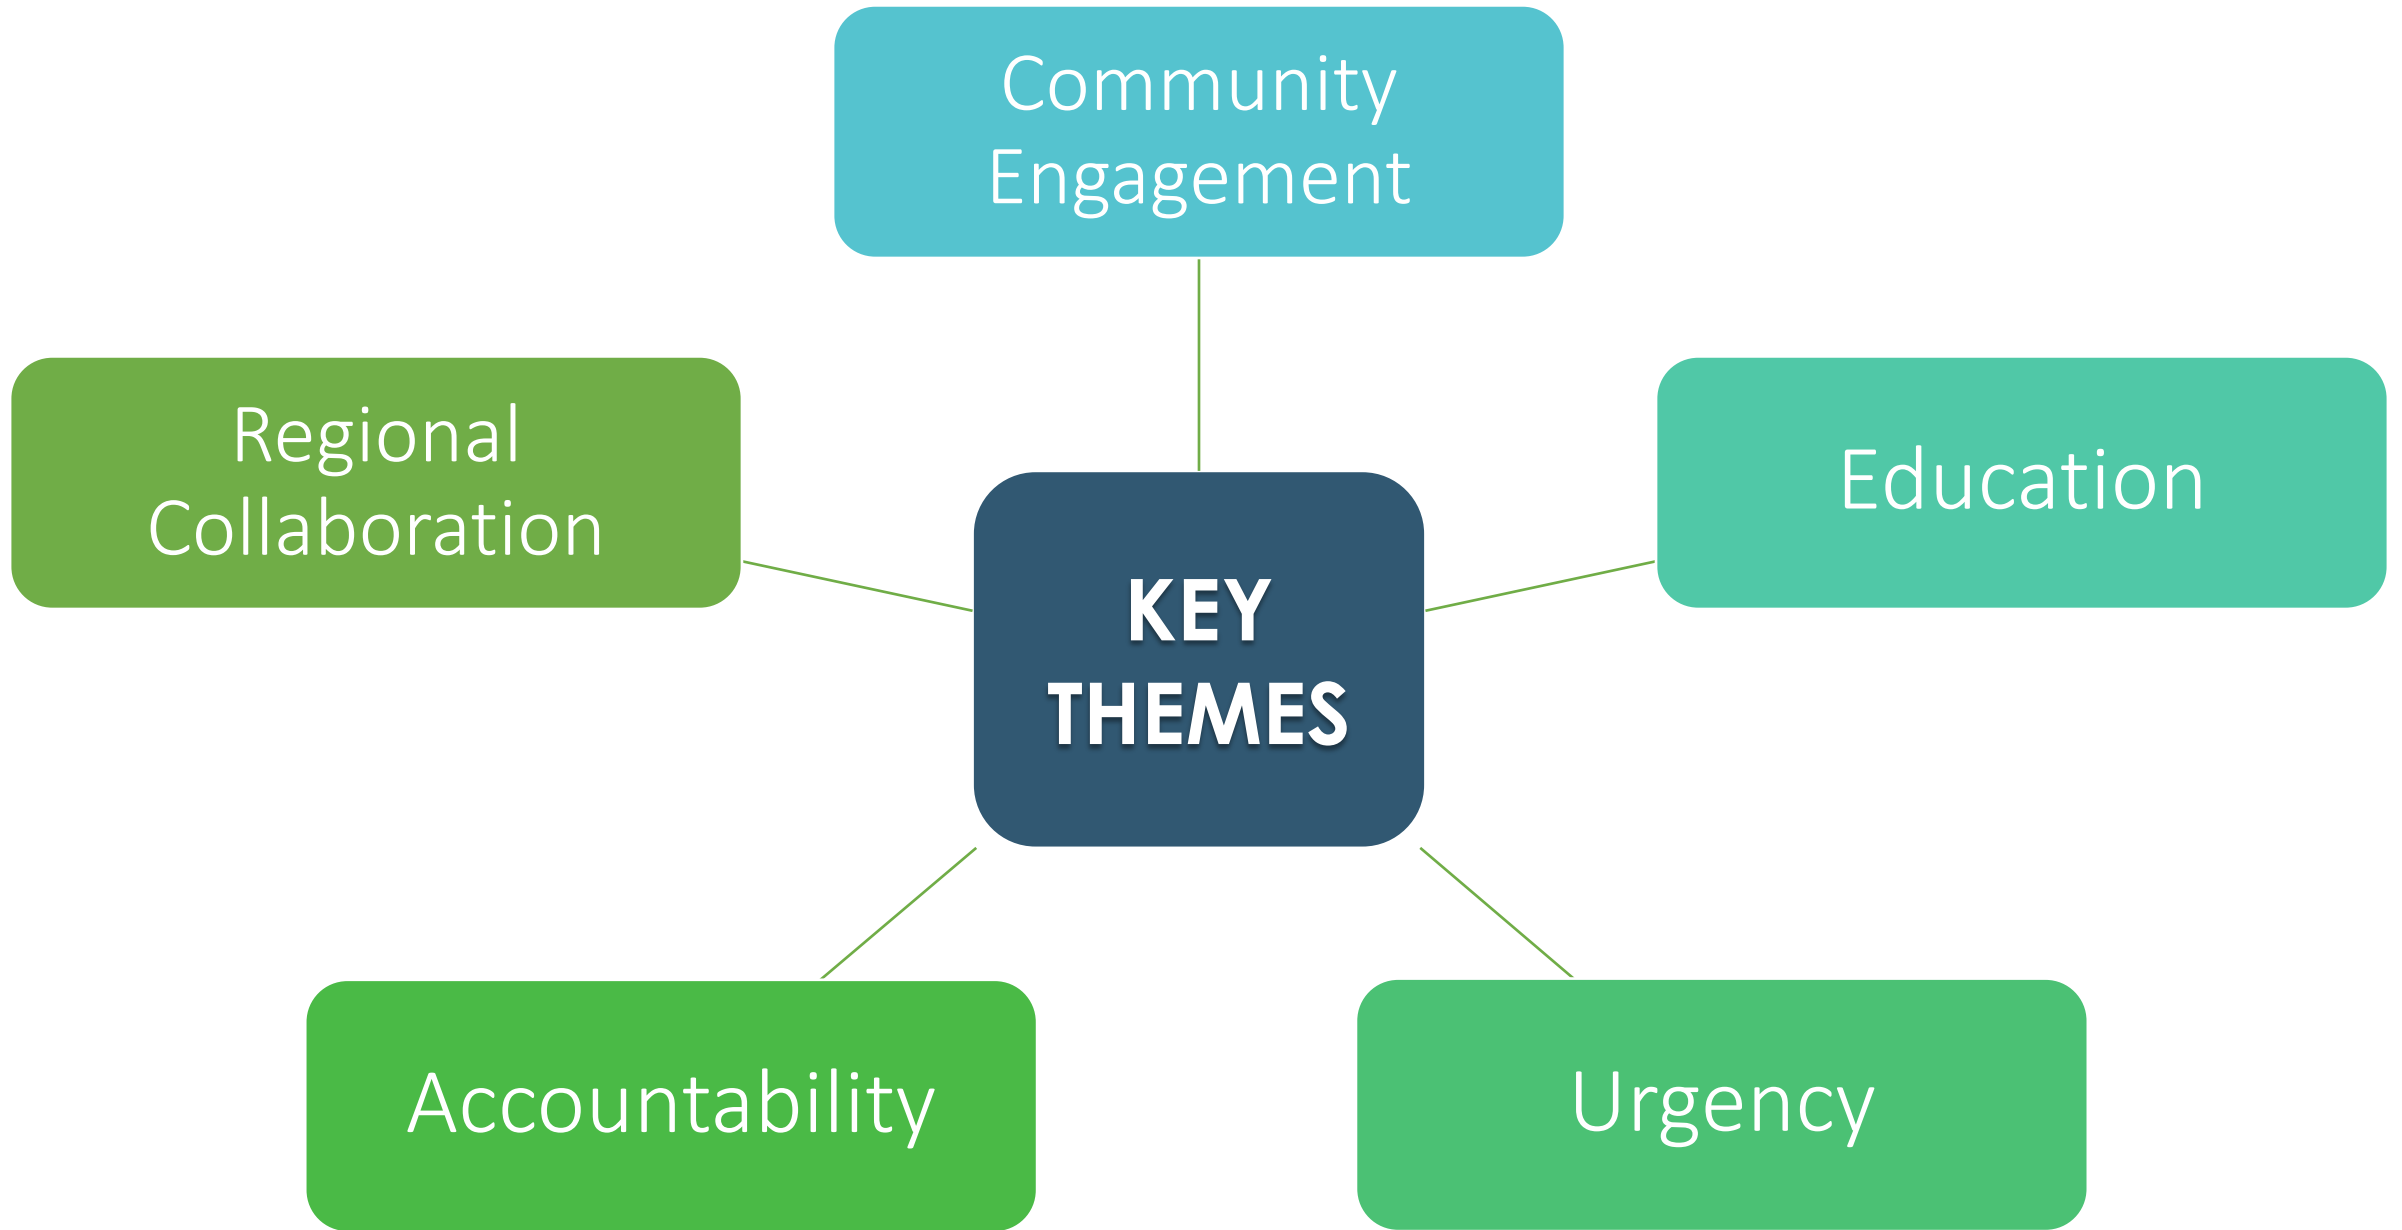 Community
Engagement
Regional
Collaboration
Education
KEY
THEMES
Accountability
Urgency